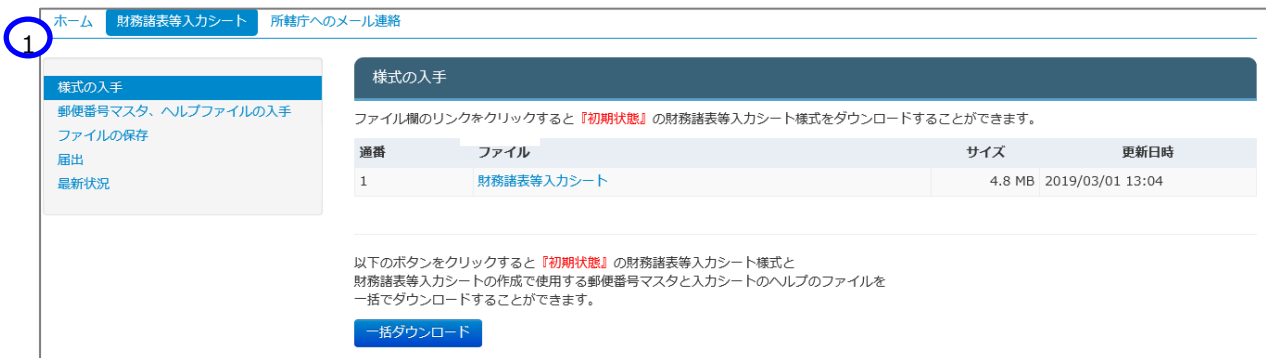 ホーム 財務諸表等入力シート 所轄庁へのメール連絡
1
様式の入手
郵便番号マスタ、ヘルプファイルの入手
ファイルの保存
届出
最新状況
様式の入手
ファイル欄のリンクをクリックすると『初期状態』の財務諸表等入力シート様式をダウンロードすることができます。
通番 ファイル サイズ 更新日時
1 財務諸表等入力シート 4.8 MB 2019/03/01 13:04
以下のボタンをクリックすると『初期状態』の財務諸表等入力シート様式と
財務諸表等入力シートの作成で使用する郵便番号マスタと入力シートのヘルプのファイルを
一括でダウンロードすることができます。
一括ダウンロード